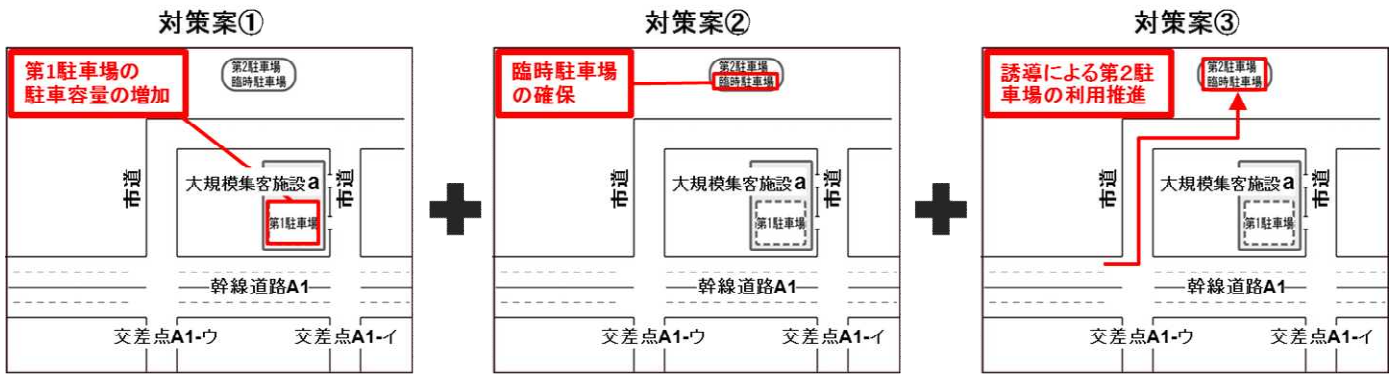 対策案①
第1駐車場の
駐車容量の増加
第2駐車場
臨時駐車場
市道
大規模集客施設a
市道
第1駐車場
幹線道路A1
交差点A1-ウ
交差点A1-イ
対策案②
臨時駐車場
の確保
第2駐車場
臨時駐車場
市道
大規模集客施設a
市道
第1駐車場
幹線道路A1
交差点A1-ウ
交差点A1-イ
対策案③
誘導による第2駐
車場の利用推進
第2駐車場
臨時駐車場
市道
大規模集客施設a
市道
第1駐車場
幹線道路A1
交差点A1-ウ
交差点A1-イ